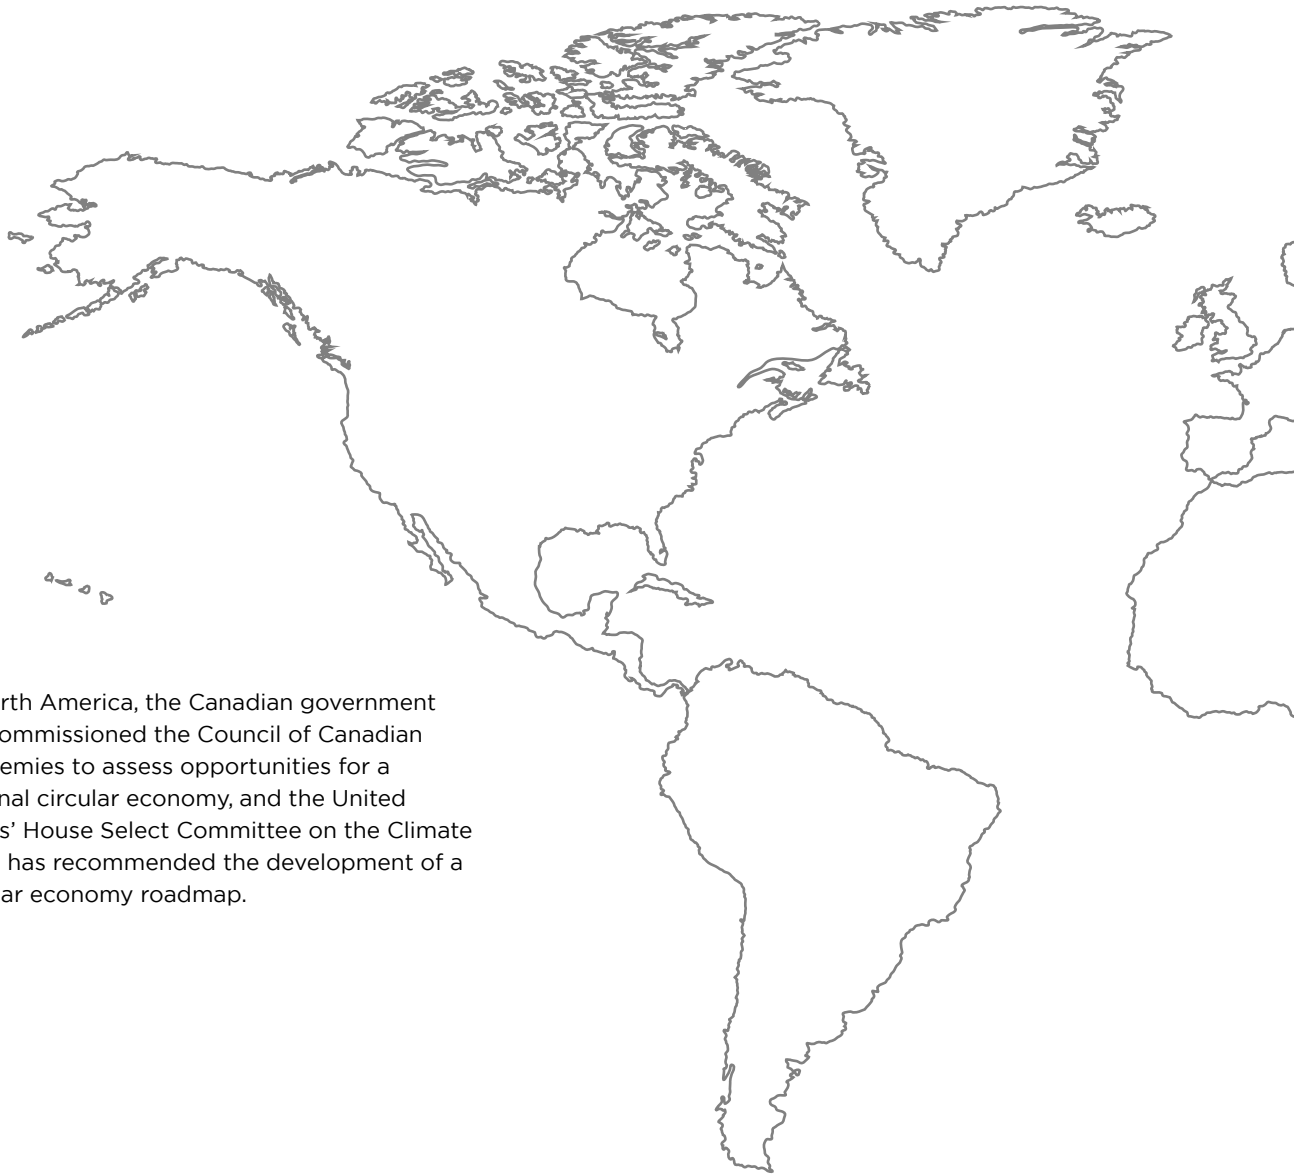 rth America, the Canadian government
ommissioned the Council of Canadian
emies to assess opportunities for a
nal circular economy, and the United
s’ House Select Committee on the Climate
has recommended the development of a
ar economy roadmap.